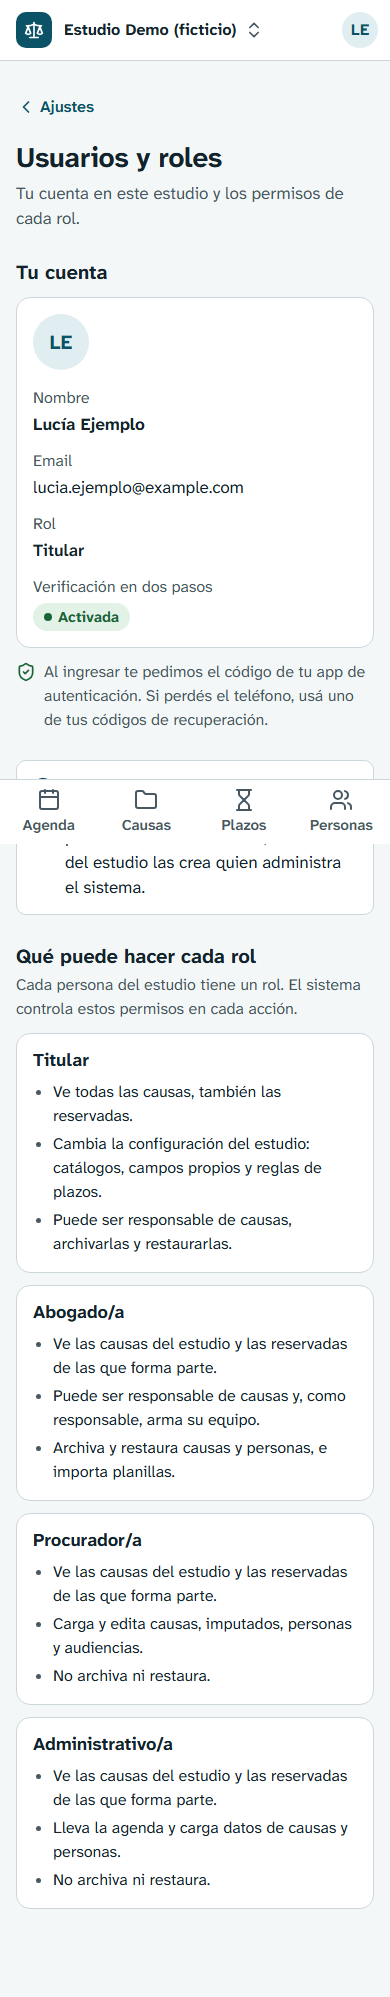 Estudio Demo (ficticio)
LE
Ajustes
Usuarios y roles
Tu cuenta en este estudio y los permisos de
cada rol.
Tu cuenta
LE
Nombre
Lucía Ejemplo
Email
lucia.ejemplo@example.com
Rol
Titular
Verificación en dos pasos
Activada
Al ingresar te pedimos el código de tu app de
autenticación. Si perdés el teléfono, usá uno
de tus códigos de recuperación.
Agenda
Causas
Plazos
Personas
del estudio las crea quien administra
el sistema.
Qué puede hacer cada rol
Cada persona del estudio tiene un rol. El sistema
controla estos permisos en cada acción.
Titular
• Ve todas las causas, también las
reservadas.
• Cambia la configuración del estudio:
catálogos, campos propios y reglas de
plazos.
• Puede ser responsable de causas,
archivarlas y restaurarlas.
Abogado/a
• Ve las causas del estudio y las reservadas
de las que forma parte.
• Puede ser responsable de causas y, como
responsable, arma su equipo.
• Archiva y restaura causas y personas, e
importa planillas.
Procurador/a
• Ve las causas del estudio y las reservadas
de las que forma parte.
• Carga y edita causas, imputados, personas
y audiencias.
• No archiva ni restaura.
Administrativo/a
• Ve las causas del estudio y las reservadas
de las que forma parte.
• Lleva la agenda y carga datos de causas y
personas.
• No archiva ni restaura.